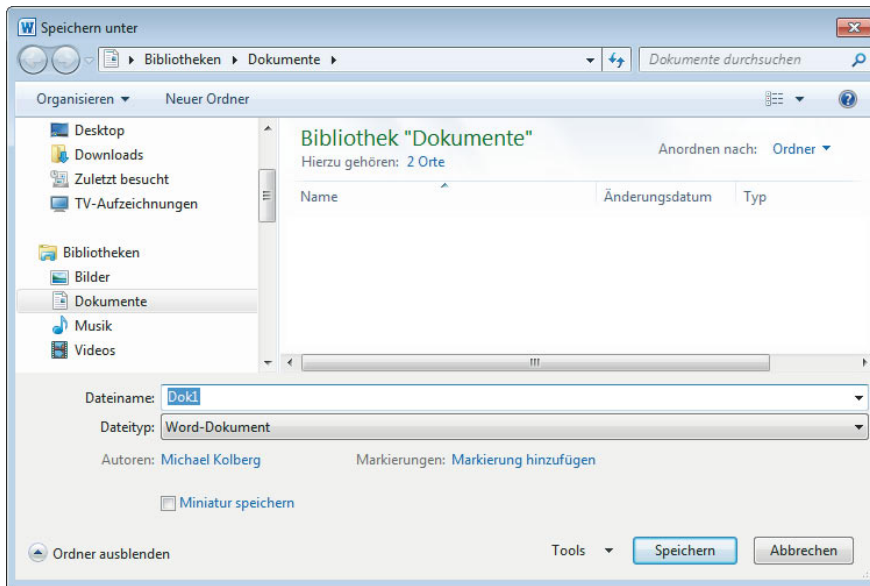 Speichern unter
Bibliotheken Dokumente Dokumente durchsuchen
Organisieren Neuer Ordner
Desktop
Downloads
Zuletzt besucht
TV-Aufzeichnungen
Bibliotheken
Bilder
Dokumente
Musik
Videos
Bibliothek "Dokumente"
Hierzu gehören: 2 Orte
Anordnen nach: Ordner
Name Änderungsdatum Typ
Dateiname: Dok1
Dateityp: Word-Dokument
Autoren: Michael Kolberg Markierungen: Markierung hinzufügen
Miniatur speichern
Ordner ausblenden Tools Speichern Abbrechen